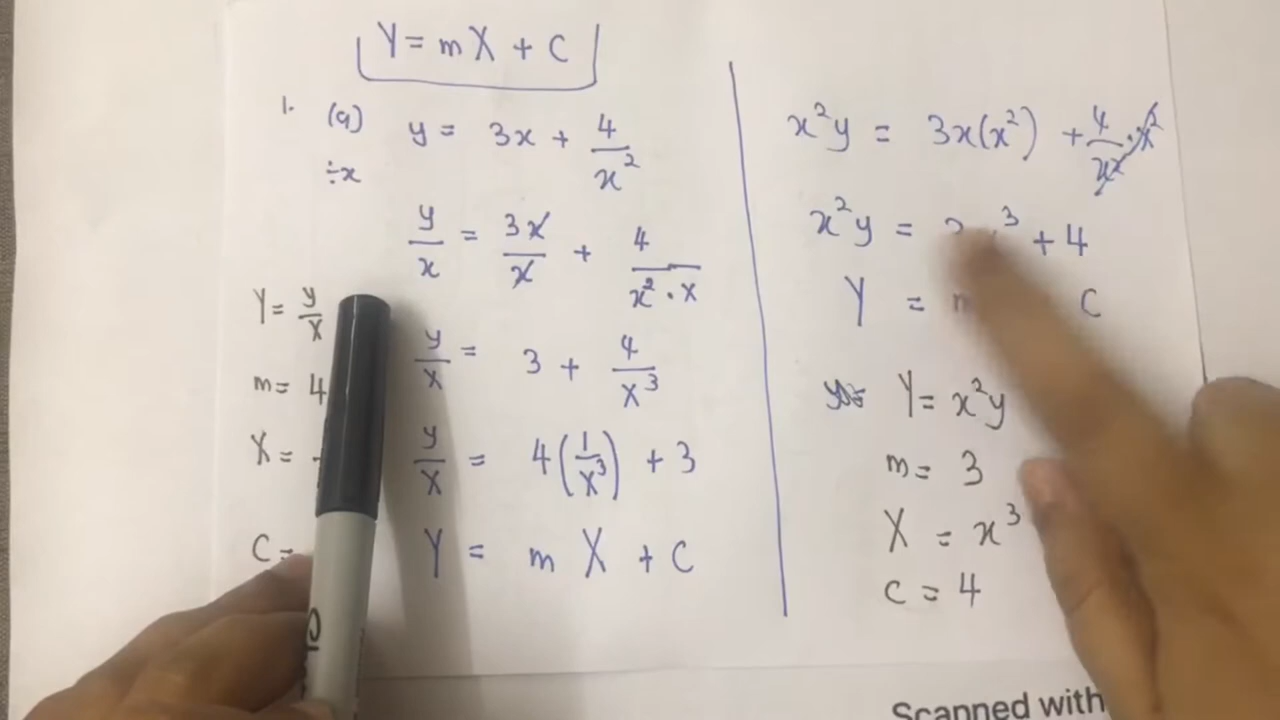 Y = mX + C
1. (a) y = 3x + 4/x²
÷x
y/x = 3x/x + 4/x²·x
y/x = 3 + 4/x³
y/x = 4(1/x³) + 3
Y = m X + C
Y = y/x
m = 4
X =
C =
x²y = 3x(x²) + 4/x² · x²
x²y = ³ + 4
Y = m C
Y = x²y
m = 3
X = x³
C = 4
Scanned with